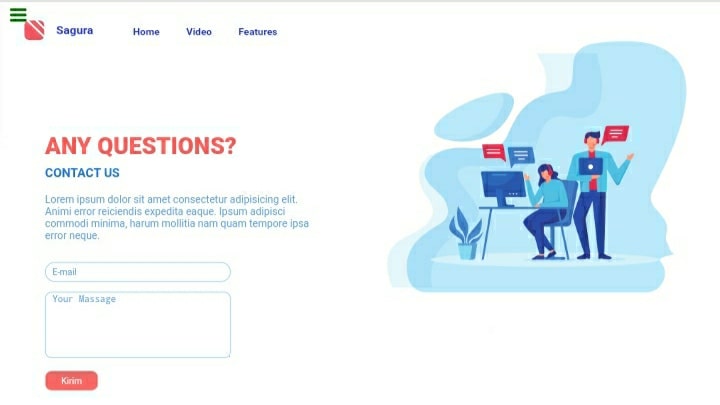 Sagura Home Video Features
ANY QUESTIONS?
CONTACT US
Lorem ipsum dolor sit amet consectetur adipisicing elit.
Animi error reiciendis expedita eaque. Ipsum adipisci
commodi minima, harum mollitia nam quam tempore ipsa
error neque.
E-mail
Your Massage
Kirim